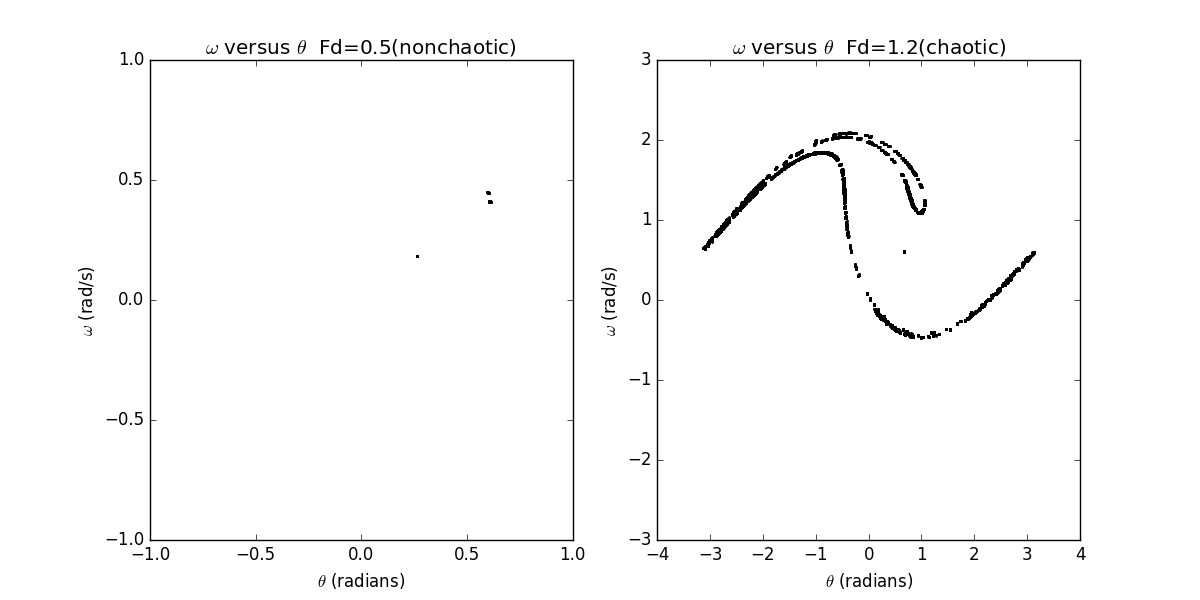 ω versus θ  Fd=0.5(nonchaotic)
1.0
0.5
0.0
−0.5
−1.0
ω (rad/s)
−1.0 −0.5 0.0 0.5 1.0
θ (radians)
ω versus θ  Fd=1.2(chaotic)
3
2
1
0
−1
−2
−3
ω (rad/s)
−4 −3 −2 −1 0 1 2 3 4
θ (radians)